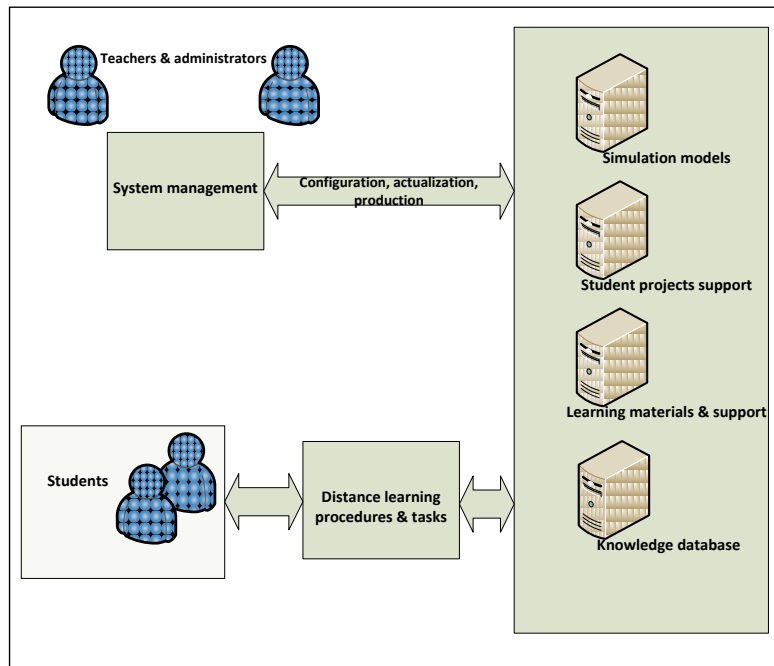 Teachers & administrators
System management
Configuration, actualization,
production
Simulation models
Student projects support
Learning materials & support
Students
Distance learning
procedures & tasks
Knowledge database